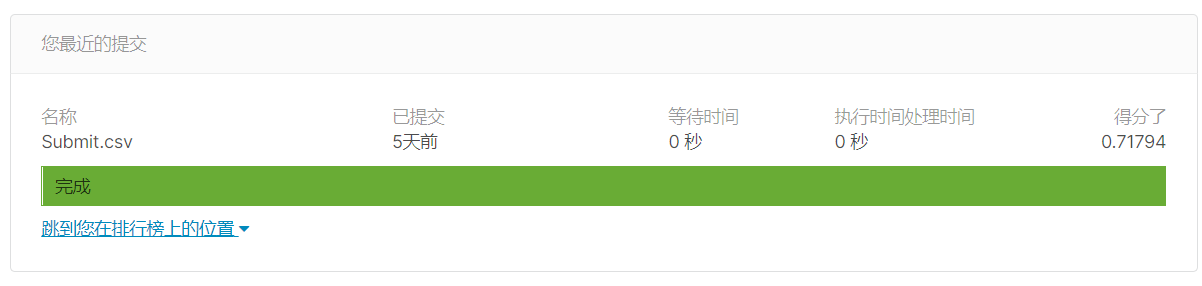 您最近的提交
名称 已提交 等待时间 执行时间处理时间 得分了
Submit.csv 5天前 0 秒 0 秒 0.71794
完成
跳到您在排行榜上的位置